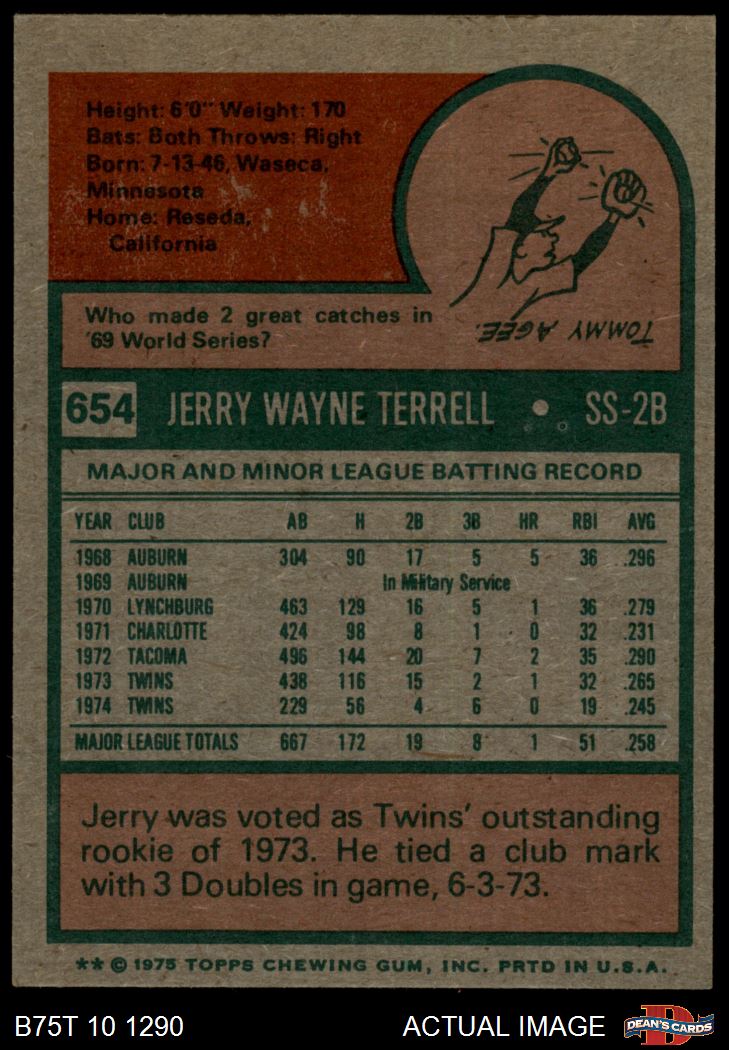 Height: 6'0" Weight: 170
Bats: Both Throws: Right
Born: 7-13-46, Waseca,
Minnesota
Home: Reseda,
California
Who made 2 great catches in
'69 World Series?
TOMMY AGEE.
654 JERRY WAYNE TERRELL • SS-2B
MAJOR AND MINOR LEAGUE BATTING RECORD
YEAR CLUB AB H 2B 3B HR RBI AVG
1968 AUBURN 304 90 17 5 5 36 .296
1969 AUBURN In Military Service
1970 LYNCHBURG 463 129 16 5 1 36 .279
1971 CHARLOTTE 424 98 8 1 0 32 .231
1972 TACOMA 496 144 20 7 2 35 .290
1973 TWINS 438 116 15 2 1 32 .265
1974 TWINS 229 56 4 6 0 19 .245
MAJOR LEAGUE TOTALS 667 172 19 8 1 51 .258
Jerry was voted as Twins' outstanding
rookie of 1973. He tied a club mark
with 3 Doubles in game, 6-3-73.
** © 1975 TOPPS CHEWING GUM, INC. PRTD IN U.S.A.
B75T 10 1290 ACTUAL IMAGE
D
DEAN'S CARDS